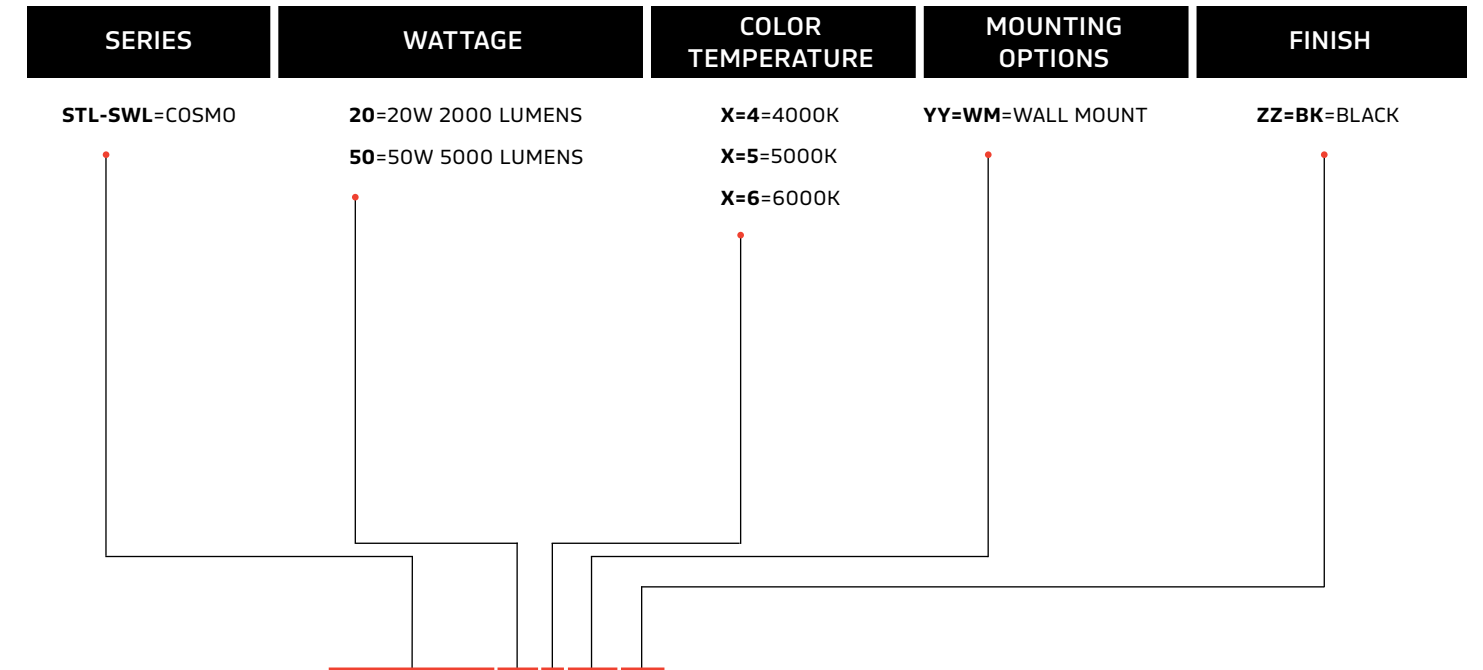 SERIES
WATTAGE
COLOR
TEMPERATURE
MOUNTING
OPTIONS
FINISH
STL-SWL=COSMO
20=20W 2000 LUMENS
50=50W 5000 LUMENS
X=4=4000K
X=5=5000K
X=6=6000K
YY=WM=WALL MOUNT
ZZ=BK=BLACK